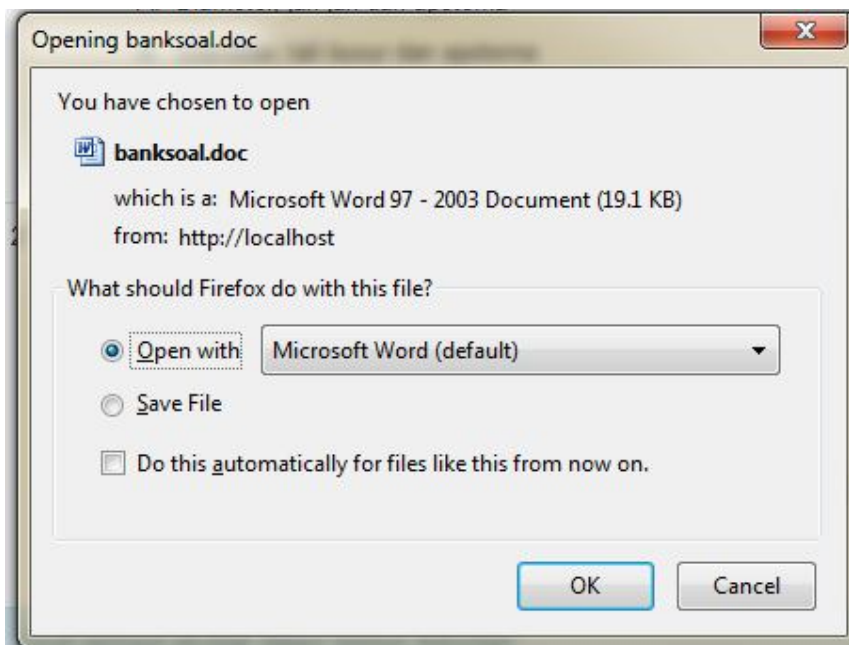 Opening banksoal.doc
You have chosen to open
banksoal.doc
which is a: Microsoft Word 97 - 2003 Document (19.1 KB)
from: http://localhost
What should Firefox do with this file?
Open with Microsoft Word (default)
Save File
Do this automatically for files like this from now on.
OK Cancel